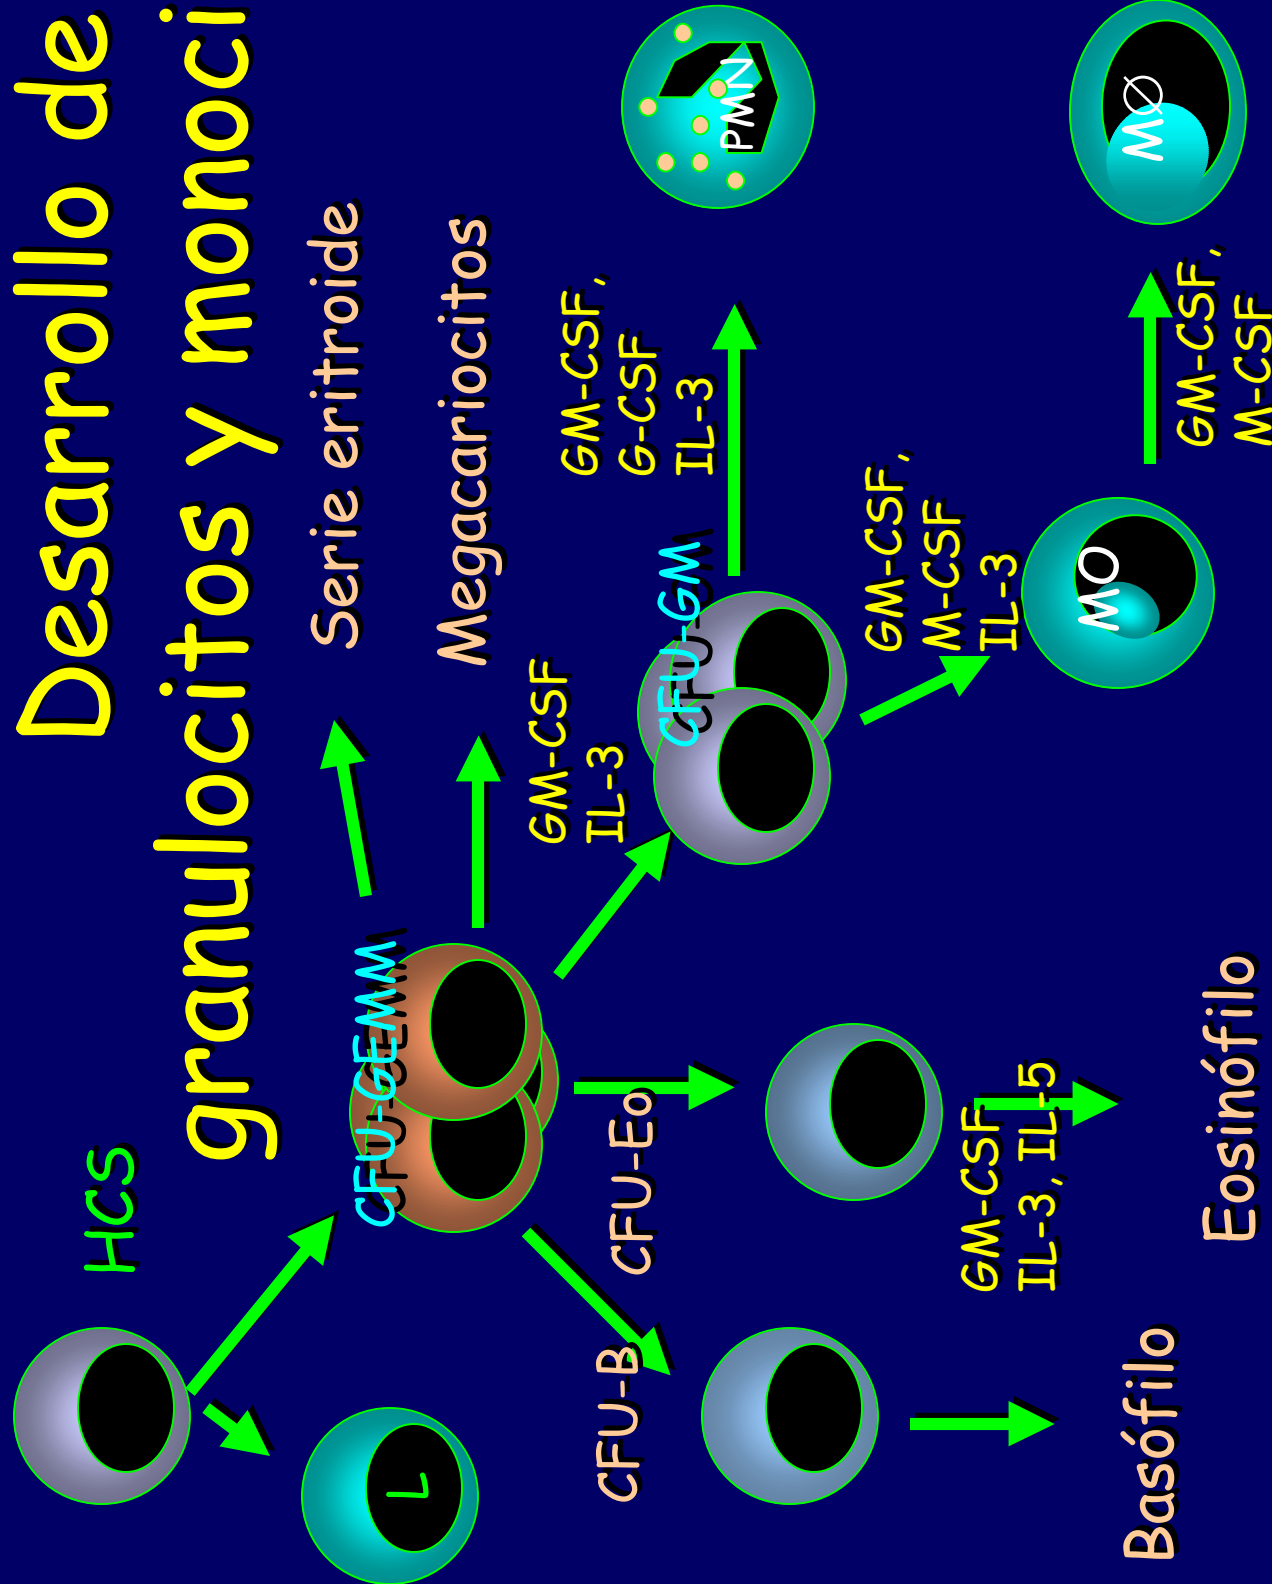 Desarrollo de
granulocitos y monoci
HCS
Serie eritroide
CFU-GEMM
L
Megacariocitos
GM-CSF
IL-3
GM-CSF,
G-CSF
IL-3
PMN
CFU-GM
CFU-B
CFU-Eo
GM-CSF,
M-CSF
IL-3
MO
MØ
GM-CSF,
M-CSF
GM-CSF
IL-3, IL-5
Basófilo
Eosinófilo